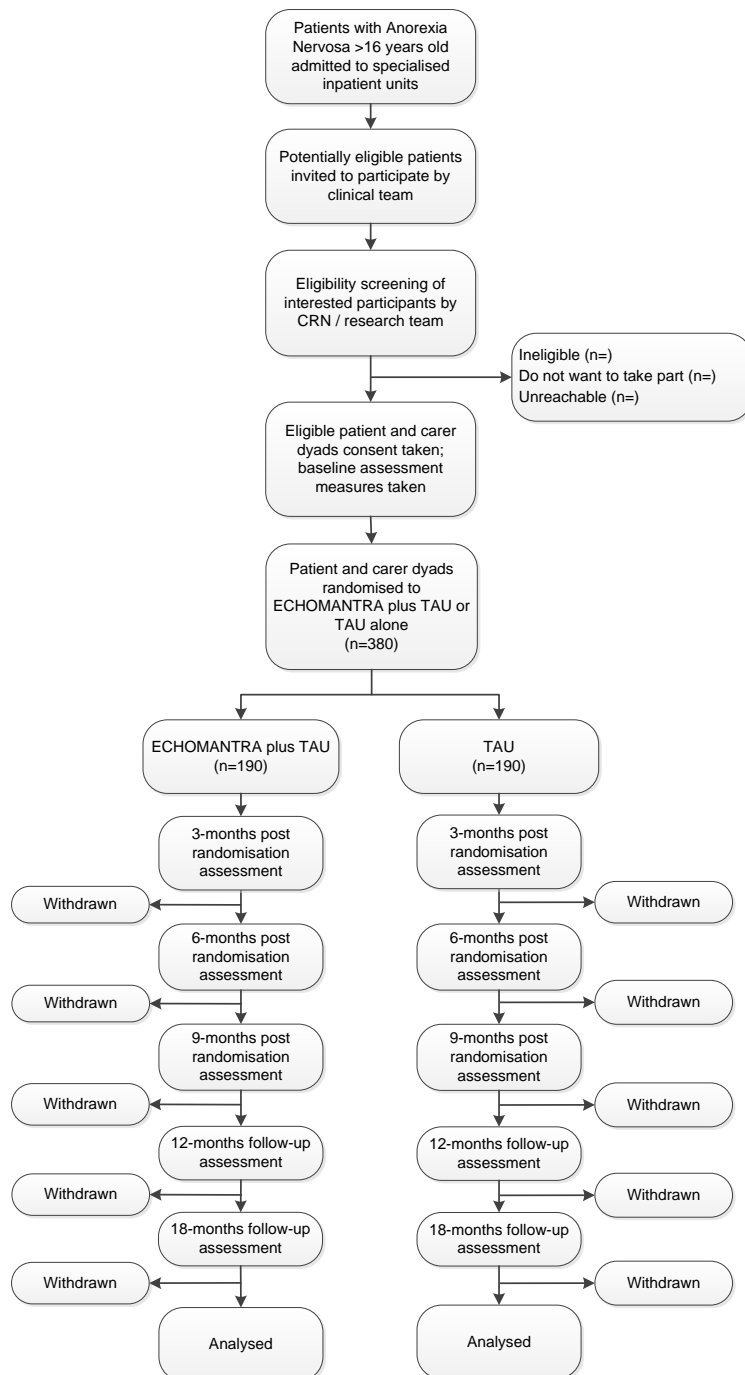 Patients with Anorexia
Nervosa >16 years old
admitted to specialised
inpatient units
Potentially eligible patients
invited to participate by
clinical team
Eligibility screening of
interested participants by
CRN / research team
Ineligible (n=)
Do not want to take part (n=)
Unreachable (n=)
Eligible patient and carer
dyads consent taken;
baseline assessment
measures taken
Patient and carer dyads
randomised to
ECHOMANTRA plus TAU or
TAU alone
(n=380)
ECHOMANTRA plus TAU
(n=190)
TAU
(n=190)
3-months post
randomisation
assessment
3-months post
randomisation
assessment
Withdrawn
Withdrawn
6-months post
randomisation
assessment
6-months post
randomisation
assessment
Withdrawn
Withdrawn
9-months post
randomisation
assessment
9-months post
randomisation
assessment
Withdrawn
Withdrawn
12-months follow-up
assessment
12-months follow-up
assessment
Withdrawn
Withdrawn
18-months follow-up
assessment
18-months follow-up
assessment
Withdrawn
Withdrawn
Analysed
Analysed